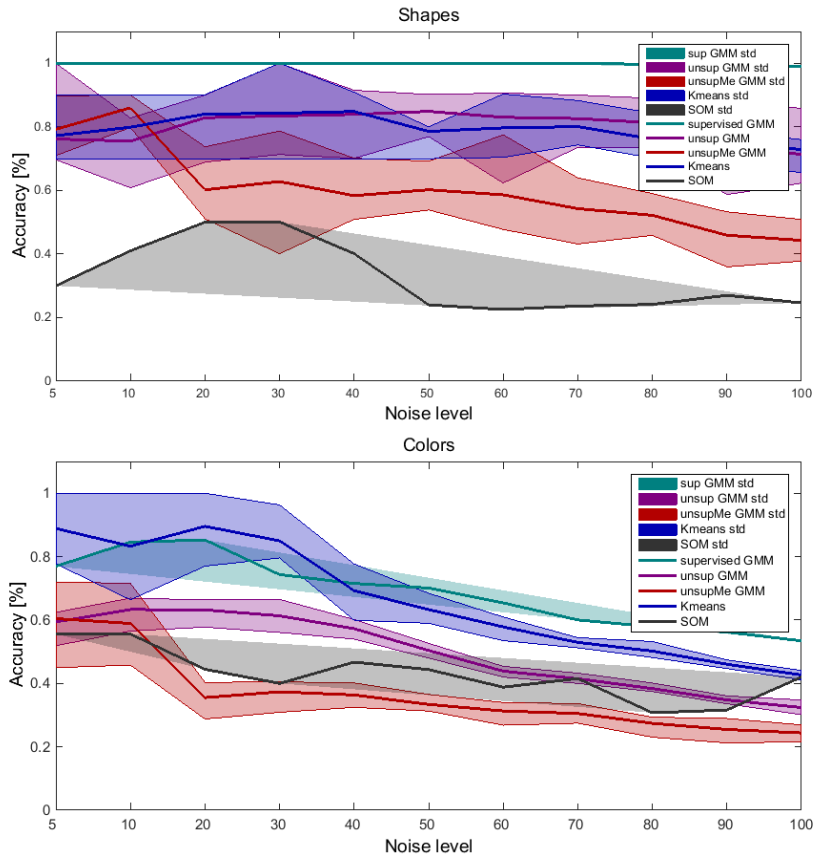 Shapes
Accuracy [%]
1
0.8
0.6
0.4
0.2
0
5 10 20 30 40 50 60 70 80 90 100
Noise level
sup GMM std
unsup GMM std
unsupMe GMM std
Kmeans std
SOM std
supervised GMM
unsup GMM
unsupMe GMM
Kmeans
SOM
Colors
Accuracy [%]
1
0.8
0.6
0.4
0.2
0
5 10 20 30 40 50 60 70 80 90 100
Noise level
sup GMM std
unsup GMM std
unsupMe GMM std
Kmeans std
SOM std
supervised GMM
unsup GMM
unsupMe GMM
Kmeans
SOM